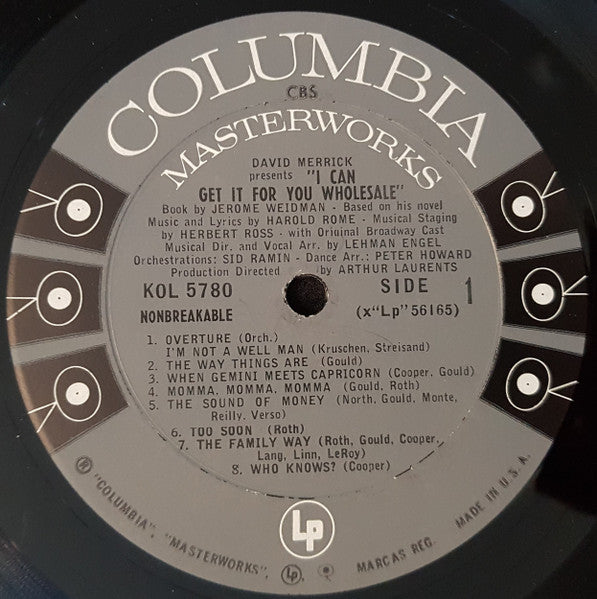 COLUMBIA
CBS
MASTERWORKS
DAVID MERRICK
presents "I CAN
GET IT FOR YOU WHOLESALE"
Book by JEROME WEIDMAN - Based on his novel
Music and Lyrics by HAROLD ROME - Musical Staging
by HERBERT ROSS - with Original Broadway Cast
Musical Dir. and Vocal Arr. by LEHMAN ENGEL
Orchestrations: SID RAMIN - Dance Arr.: PETER HOWARD
Production Directed by ARTHUR LAURENTS
KOL 5780 SIDE 1
NONBREAKABLE (x"Lp" 56165)
1. OVERTURE (Orch.)
I'M NOT A WELL MAN (Kruschen, Streisand)
2. THE WAY THINGS ARE (Gould)
3. WHEN GEMINI MEETS CAPRICORN (Cooper, Gould)
4. MOMMA, MOMMA, MOMMA (Gould, Roth)
5. THE SOUND OF MONEY (North, Gould, Monte,
Reilly, Verso)
6. TOO SOON (Roth)
7. THE FAMILY WAY (Roth, Gould, Cooper,
Lang, Linn, LeRoy)
8. WHO KNOWS? (Cooper)
Lp
® "COLUMBIA", "MASTERWORKS", Lp, MARCAS REG. MADE IN U.S.A.